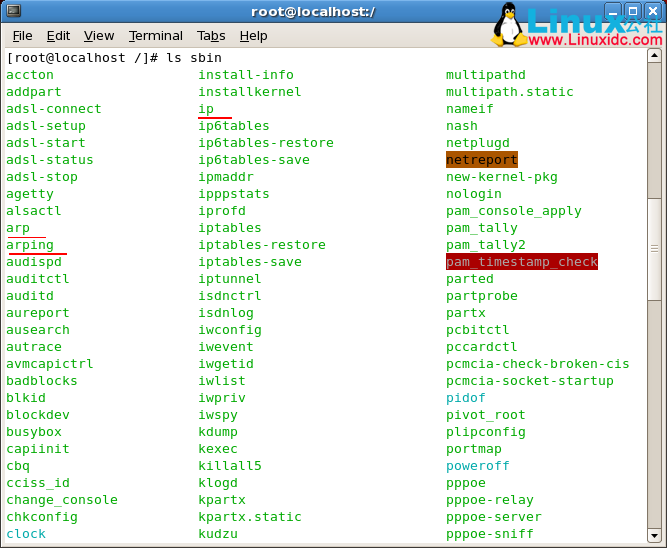 root@localhost:/
Linux公社
www.Linuxidc.com
File Edit View Terminal Tabs Help
[root@localhost /]# ls sbin
accton install-info multipathd
addpart installkernel multipath.static
adsl-connect ip nameif
adsl-setup ip6tables nash
adsl-start ip6tables-restore netplugd
adsl-status ip6tables-save netreport
adsl-stop ipmaddr new-kernel-pkg
agetty ipppstats nologin
alsactl iprofd pam_console_apply
arp iptables pam_tally
arping iptables-restore pam_tally2
audispd iptables-save pam_timestamp_check
auditctl iptunnel parted
auditd isdnctrl partprobe
aureport isdnlog partx
ausearch iwconfig pcbitctl
autrace iwevent pccardctl
avmcapictrl iwgetid pcmcia-check-broken-cis
badblocks iwlist pcmcia-socket-startup
blkid iwpriv pidof
blockdev iwspy pivot_root
busybox kdump plipconfig
capiinit kexec portmap
cbq killall5 poweroff
cciss_id klogd pppoe
change_console kpartx pppoe-relay
chkconfig kpartx.static pppoe-server
clock kudzu pppoe-sniff